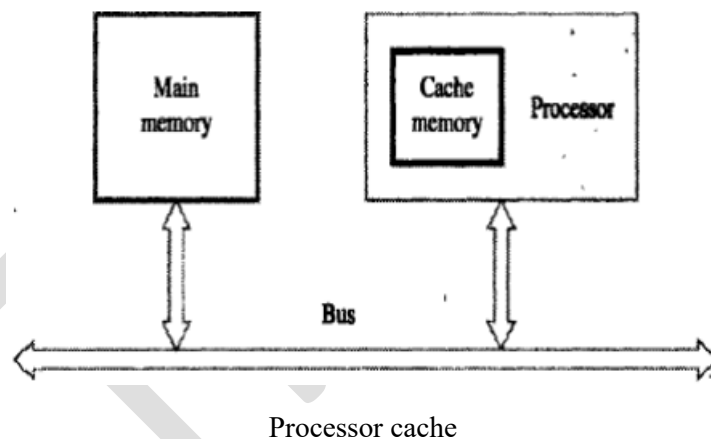 Main
memory
Cache
memory
Processor
Bus
Processor cache